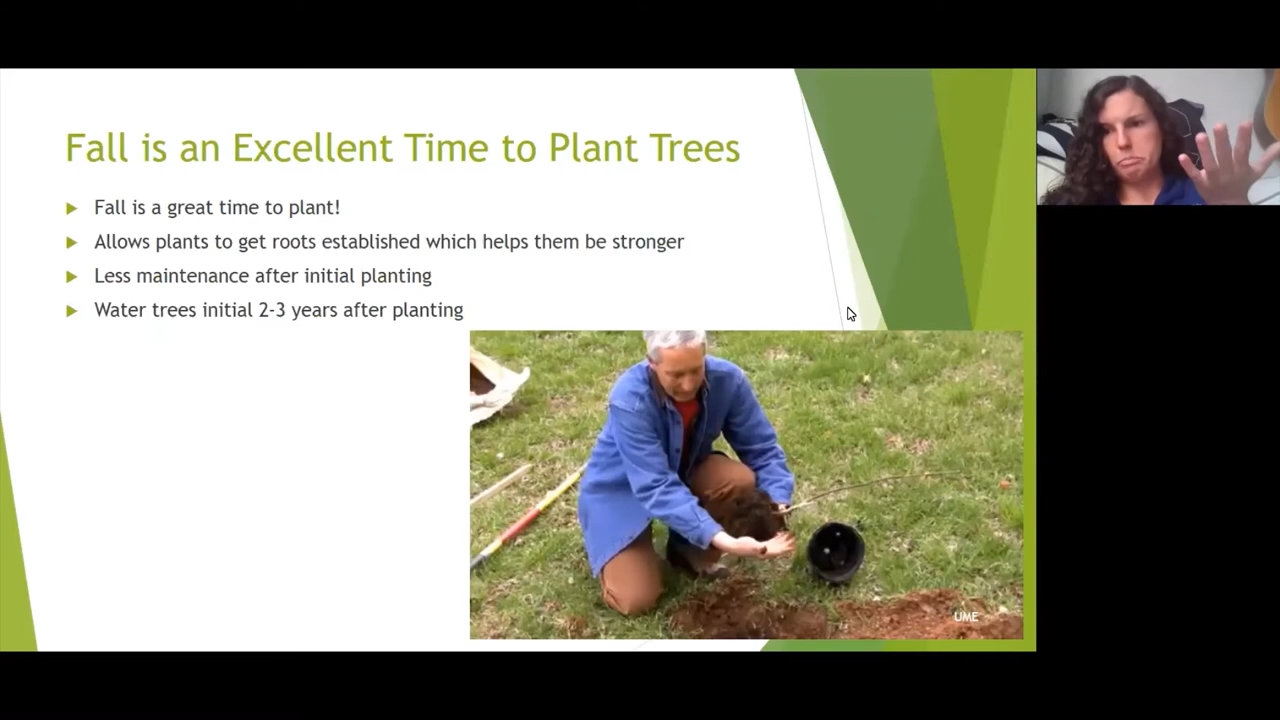 Fall is an Excellent Time to Plant Trees
Fall is a great time to plant!
Allows plants to get roots established which helps them be stronger
Less maintenance after initial planting
Water trees initial 2-3 years after planting
UME